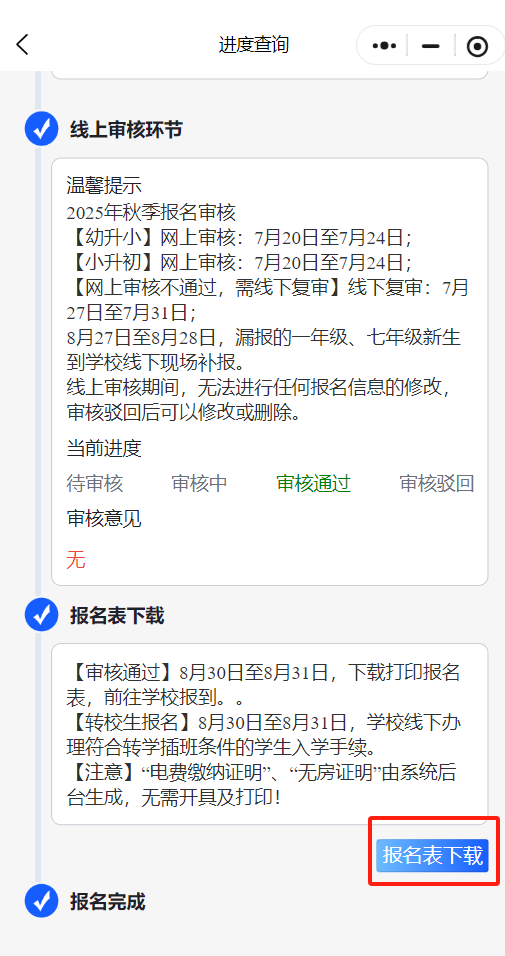 进度查询
线上审核环节
温馨提示
2025年秋季报名审核
【幼升小】网上审核：7月20日至7月24日；
【小升初】网上审核：7月20日至7月24日；
【网上审核不通过，需线下复审】线下复审：7月
27日至7月31日；
8月27日至8月28日，漏报的一年级、七年级新生
到学校线下现场补报。
线上审核期间，无法进行任何报名信息的修改，
审核驳回后可以修改或删除。
当前进度
待审核 审核中 审核通过 审核驳回
审核意见
无
报名表下载
【审核通过】8月30日至8月31日，下载打印报名
表，前往学校报到。。
【转校生报名】8月30日至8月31日，学校线下办
理符合转学插班条件的学生入学手续。
【注意】“电费缴纳证明”、“无房证明”由系统后
台生成，无需开具及打印！
报名表下载
报名完成